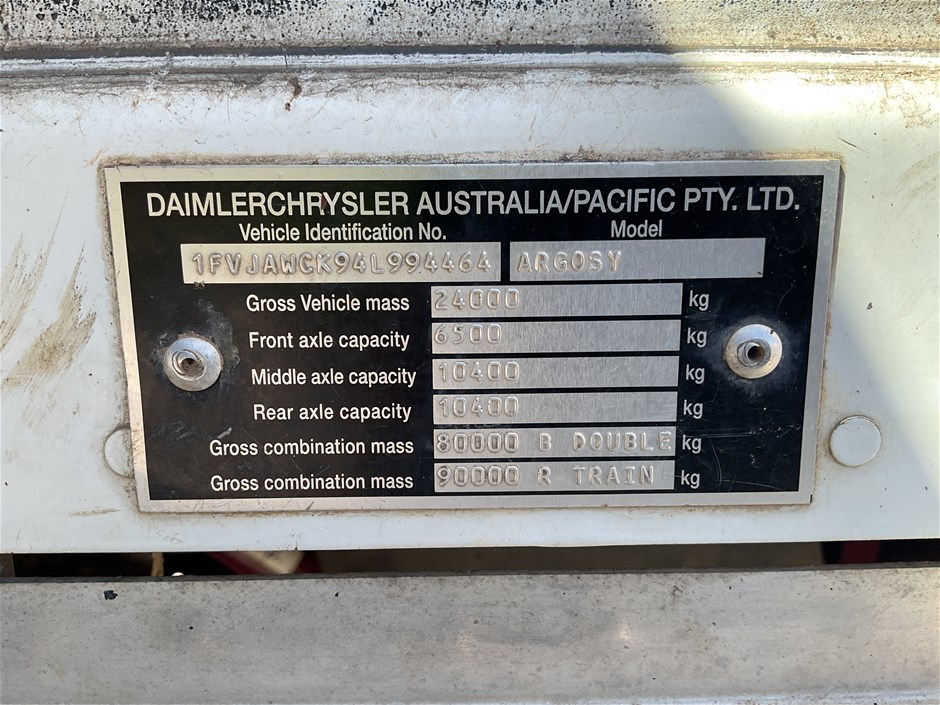 DAIMLERCHRYSLER AUSTRALIA/PACIFIC PTY. LTD.
Vehicle Identification No. Model
1FVJAWCK94L994464 ARGOSY
Gross Vehicle mass 24000 kg
Front axle capacity 6500 kg
Middle axle capacity 10400 kg
Rear axle capacity 10400 kg
Gross combination mass 80000 B DOUBLE kg
Gross combination mass 90000 R TRAIN kg